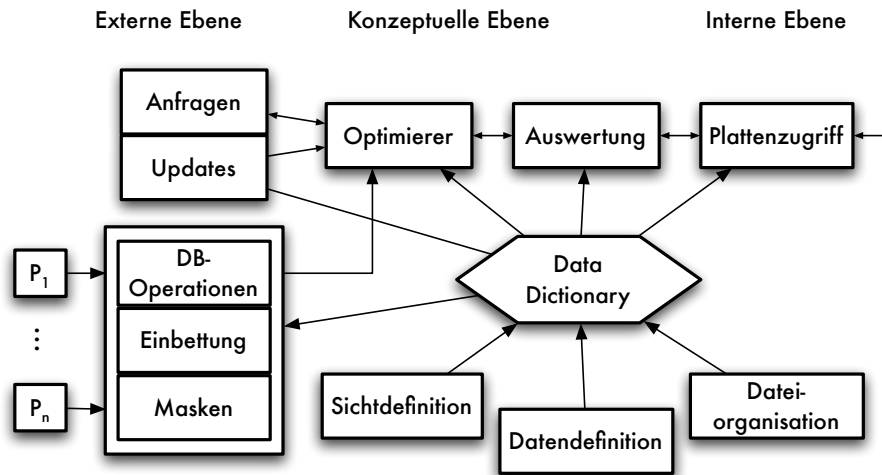 Externe Ebene
Konzeptuelle Ebene
Interne Ebene
Anfragen
Updates
Optimierer
Auswertung
Plattenzugriff
P1
...
Pn
DB-
Operationen
Einbettung
Masken
Data
Dictionary
Sichtdefinition
Datendefinition
Datei-
organisation